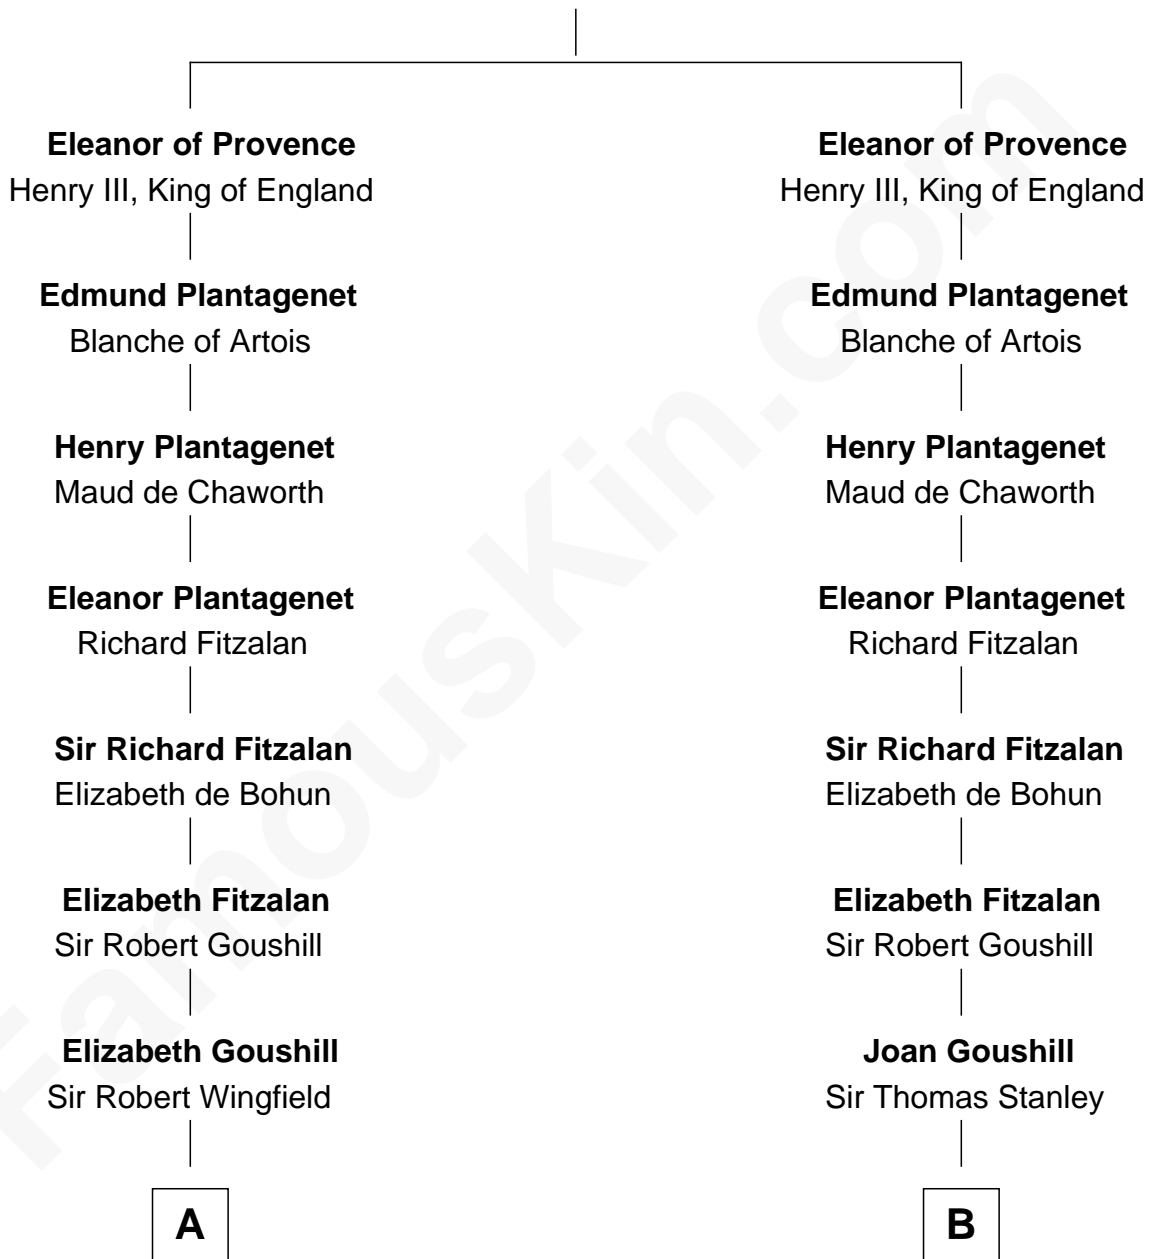 Eleanor of Provence
Henry III, King of England
Edmund Plantagenet
Blanche of Artois
Henry Plantagenet
Maud de Chaworth
Eleanor Plantagenet
Richard Fitzalan
Sir Richard Fitzalan
Elizabeth de Bohun
Elizabeth Fitzalan
Sir Robert Goushill
Elizabeth Goushill
Sir Robert Wingfield
A
Eleanor of Provence
Henry III, King of England
Edmund Plantagenet
Blanche of Artois
Henry Plantagenet
Maud de Chaworth
Eleanor Plantagenet
Richard Fitzalan
Sir Richard Fitzalan
Elizabeth de Bohun
Elizabeth Fitzalan
Sir Robert Goushill
Joan Goushill
Sir Thomas Stanley
B
FamousKin.com